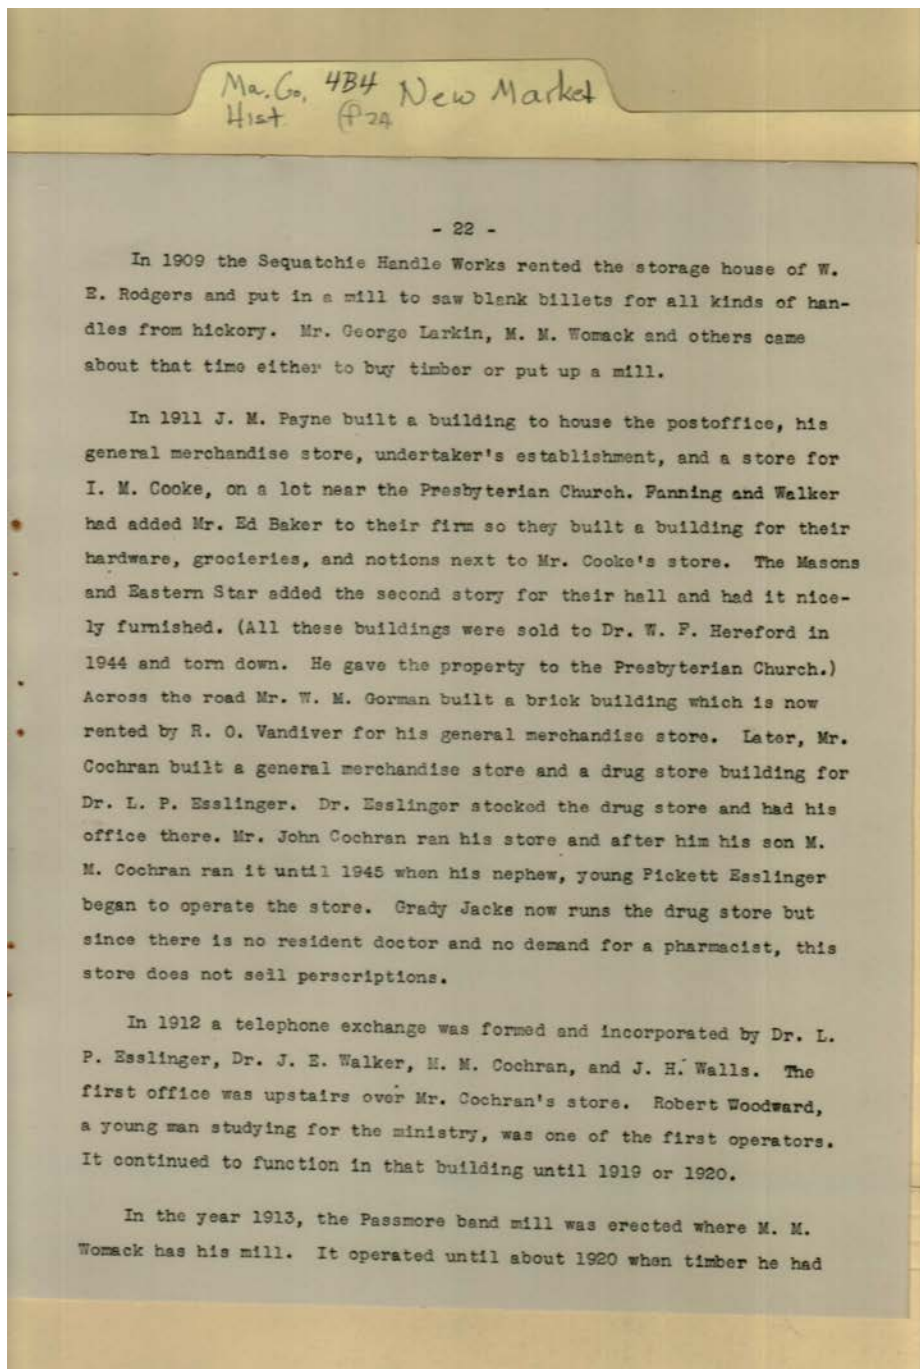 Ma. Co. 4B4 New Market
Hist (P 24
- 22 -
In 1909 the Sequatchie Handle Works rented the storage house of W.
E. Rodgers and put in a mill to saw blank billets for all kinds of han-
dles from hickory. Mr. George Larkin, M. M. Womack and others came
about that time either to buy timber or put up a mill.
In 1911 J. M. Payne built a building to house the postoffice, his
general merchandise store, undertaker's establishment, and a store for
I. M. Cooke, on a lot near the Presbyterian Church. Fanning and Walker
had added Mr. Ed Baker to their firm so they built a building for their
hardware, grocieries, and notions next to Mr. Cooke's store. The Masons
and Eastern Star added the second story for their hall and had it nice-
ly furnished. (All these buildings were sold to Dr. W. F. Hereford in
1944 and torn down. He gave the property to the Presbyterian Church.)
Across the road Mr. W. M. Gorman built a brick building which is now
rented by R. O. Vandiver for his general merchandise store. Later, Mr.
Cochran built a general merchandise store and a drug store building for
Dr. L. P. Esslinger. Dr. Esslinger stocked the drug store and had his
office there. Mr. John Cochran ran his store and after him his son M.
M. Cochran ran it until 1945 when his nephew, young Pickett Esslinger
began to operate the store. Grady Jacks now runs the drug store but
since there is no resident doctor and no demand for a pharmacist, this
store does not sell perscriptions.
In 1912 a telephone exchange was formed and incorporated by Dr. L.
P. Esslinger, Dr. J. E. Walker, M. M. Cochran, and J. H. Walls. The
first office was upstairs over Mr. Cochran's store. Robert Woodward,
a young man studying for the ministry, was one of the first operators.
It continued to function in that building until 1919 or 1920.
In the year 1913, the Passmore band mill was erected where M. M.
Womack has his mill. It operated until about 1920 when timber he had